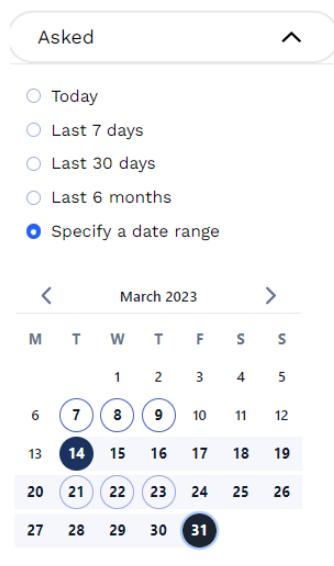 Asked
Today
Last 7 days
Last 30 days
Last 6 months
Specify a date range
March 2023
M T W T F S S
1 2 3 4 5
6 7 8 9 10 11 12
13 14 15 16 17 18 19
20 21 22 23 24 25 26
27 28 29 30 31